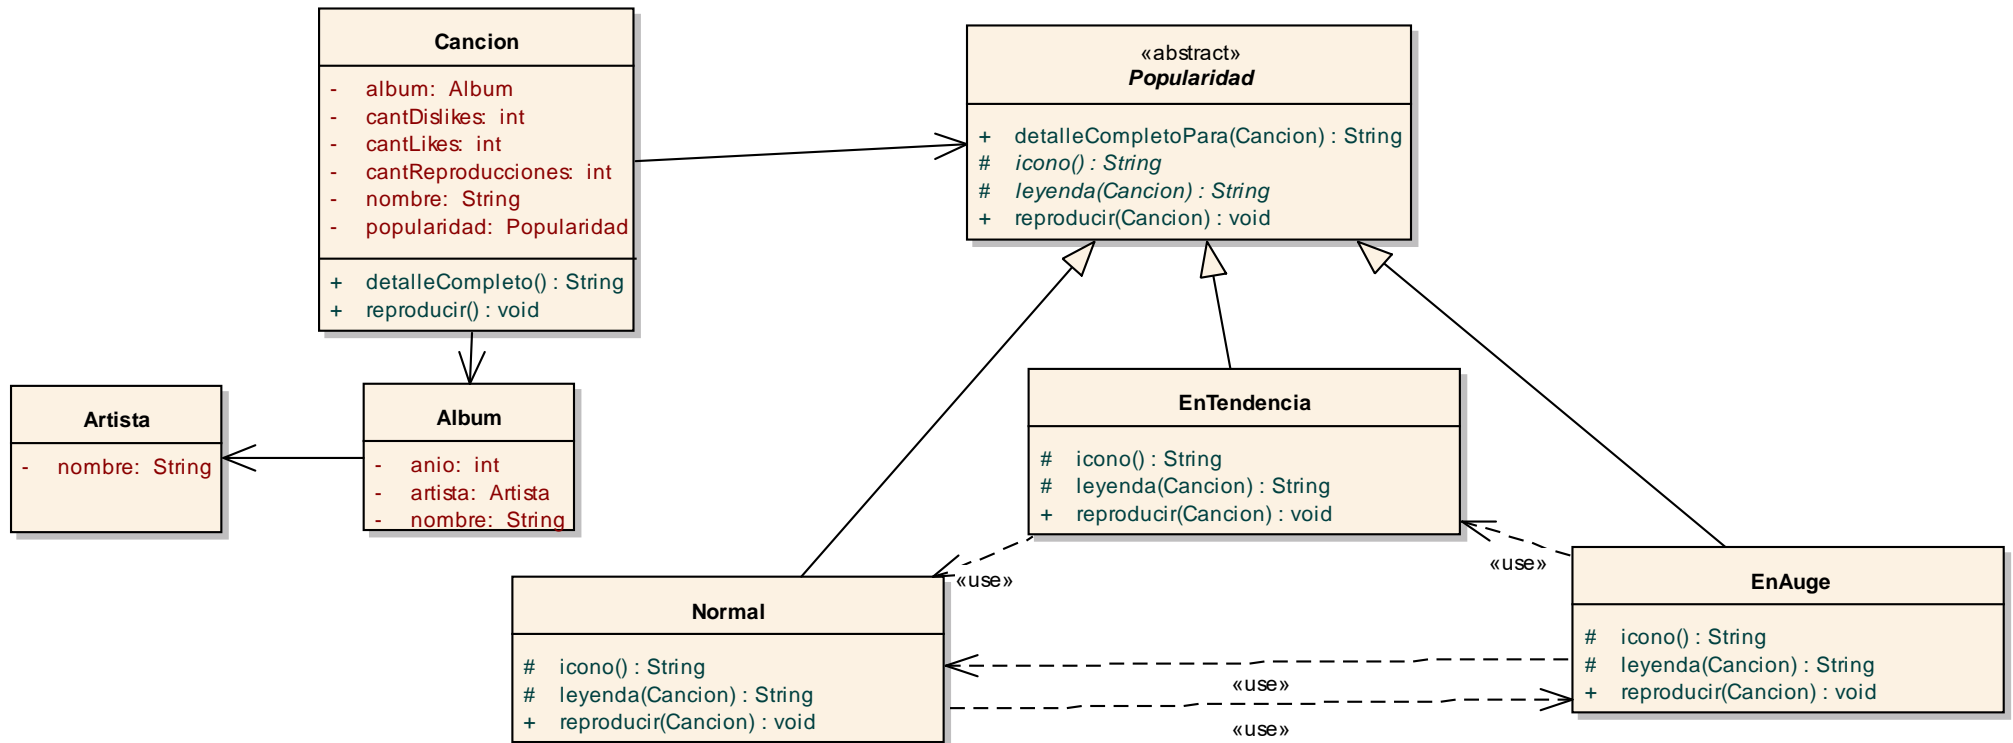 Cancion
- album: Album
- cantDislikes: int
- cantLikes: int
- cantReproducciones: int
- nombre: String
- popularidad: Popularidad
+ detalleCompleto() : String
+ reproducir() : void
«abstract»
Popularidad
+ detalleCompletoPara(Cancion) : String
# icono() : String
# leyenda(Cancion) : String
+ reproducir(Cancion) : void
Artista
- nombre: String
Album
- anio: int
- artista: Artista
- nombre: String
EnTendencia
# icono() : String
# leyenda(Cancion) : String
+ reproducir(Cancion) : void
«use»
«use»
Normal
# icono() : String
# leyenda(Cancion) : String
+ reproducir(Cancion) : void
EnAuge
# icono() : String
# leyenda(Cancion) : String
+ reproducir(Cancion) : void
«use»
«use»